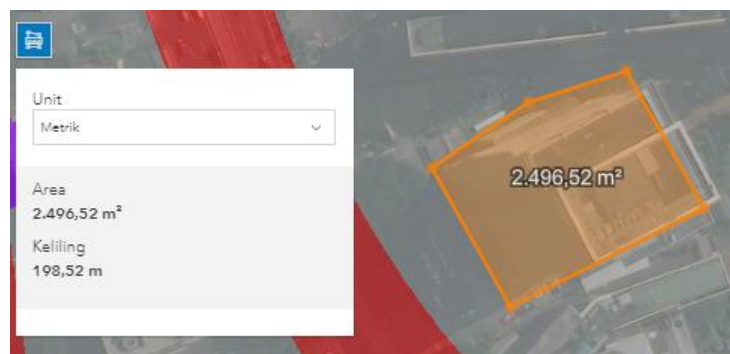 Unit
Metrik
Area
2.496,52 m²
Keliling
198,52 m
2.496,52 m²